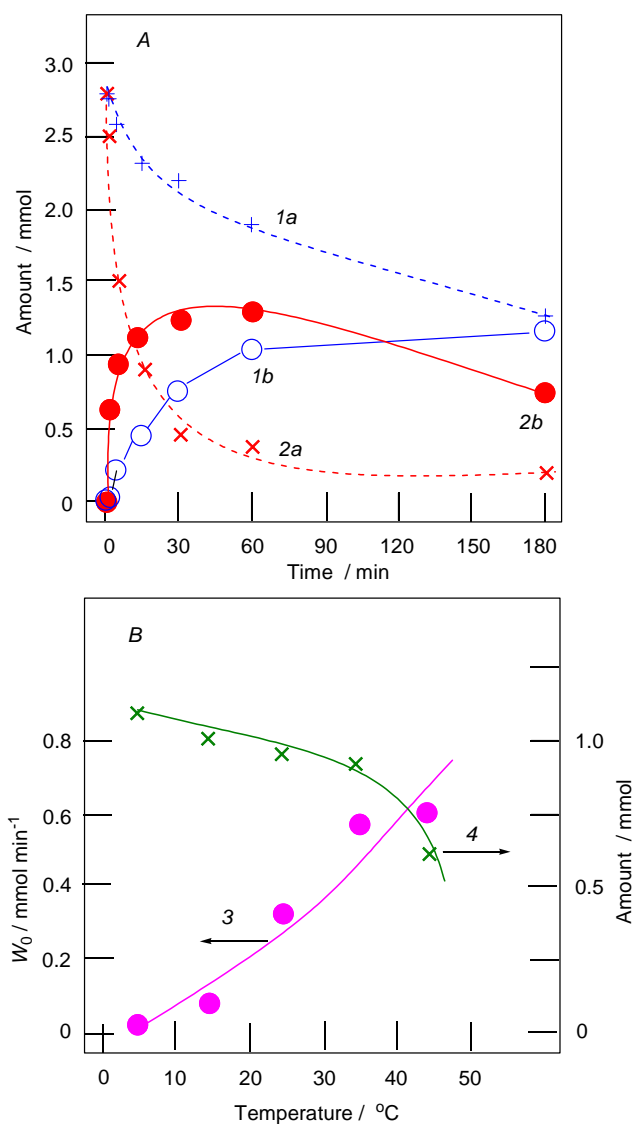 A
3.0
2.5
2.0
1.5
1.0
0.5
0
Amount / mmol
1a
1b
2a
2b
0 30 60 90 120 150 180
Time / min
B
0.8
0.6
0.4
0.2
0
W0 / mmol min-1
1.0
0.5
0
Amount / mmol
3
4
0 10 20 30 40 50
Temperature / oC